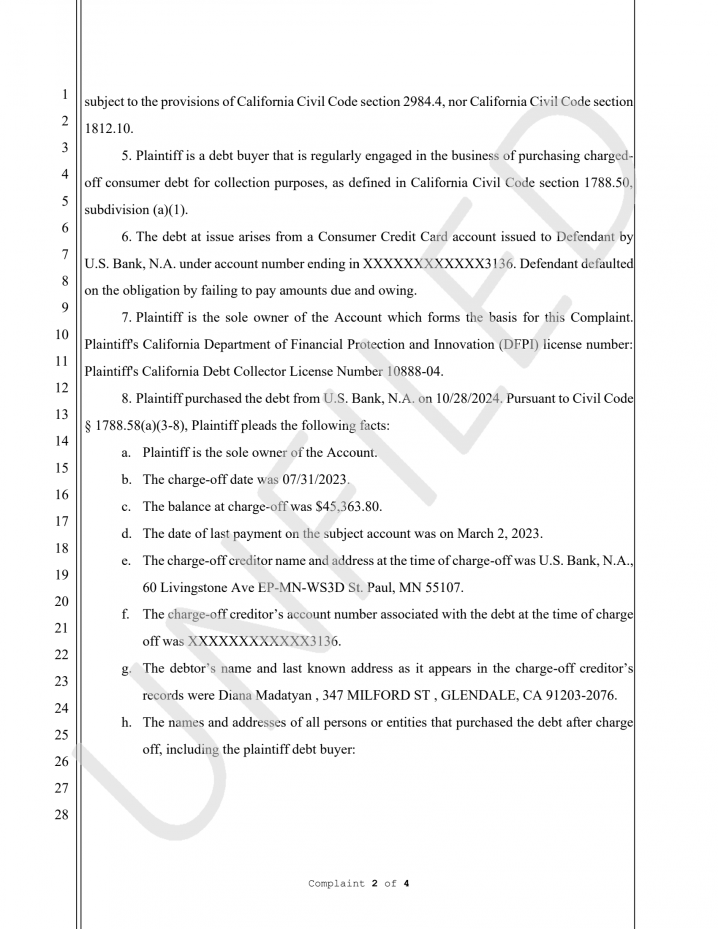 1
2
3
4
5
6
7
8
9
10
11
12
13
14
15
16
17
18
19
20
21
22
23
24
25
26
27
28
subject to the provisions of California Civil Code section 2984.4, nor California Civil Code section
1812.10.
5. Plaintiff is a debt buyer that is regularly engaged in the business of purchasing charged-
off consumer debt for collection purposes, as defined in California Civil Code section 1788.50,
subdivision (a)(1).
6. The debt at issue arises from a Consumer Credit Card account issued to Defendant by
U.S. Bank, N.A. under account number ending in XXXXXXXXXXXX3136. Defendant defaulted
on the obligation by failing to pay amounts due and owing.
7. Plaintiff is the sole owner of the Account which forms the basis for this Complaint.
Plaintiff's California Department of Financial Protection and Innovation (DFPI) license number:
Plaintiff's California Debt Collector License Number 10888-04.
8. Plaintiff purchased the debt from U.S. Bank, N.A. on 10/28/2024. Pursuant to Civil Code
§ 1788.58(a)(3-8), Plaintiff pleads the following facts:
a. Plaintiff is the sole owner of the Account.
b. The charge-off date was 07/31/2023.
c. The balance at charge-off was $45,363.80.
d. The date of last payment on the subject account was on March 2, 2023.
e. The charge-off creditor name and address at the time of charge-off was U.S. Bank, N.A.,
60 Livingstone Ave EP-MN-WS3D St. Paul, MN 55107.
f. The charge-off creditor’s account number associated with the debt at the time of charge
off was XXXXXXXXXXXX3136.
g. The debtor’s name and last known address as it appears in the charge-off creditor’s
records were Diana Madatyan , 347 MILFORD ST , GLENDALE, CA 91203-2076.
h. The names and addresses of all persons or entities that purchased the debt after charge
off, including the plaintiff debt buyer:
UNFILED
Complaint 2 of 4